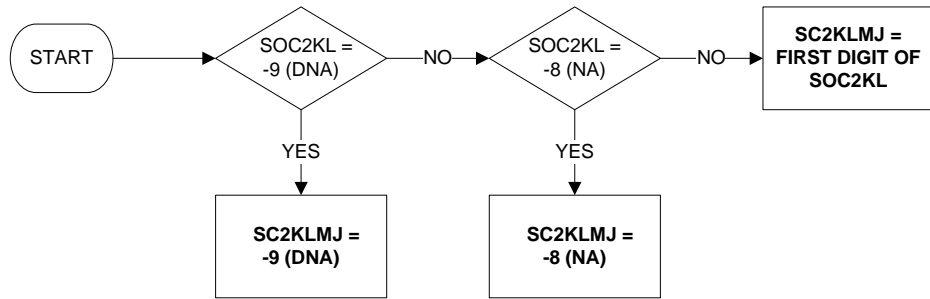 START
SOC2KL =
-9 (DNA)
NO
SOC2KL =
-8 (NA)
NO
SC2KLMJ =
FIRST DIGIT OF
SOC2KL
YES
YES
SC2KLMJ =
-9 (DNA)
SC2KLMJ =
-8 (NA)